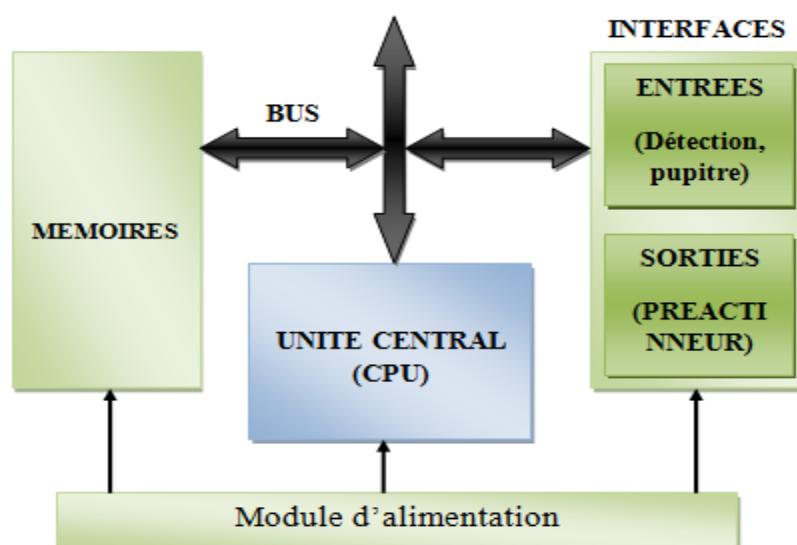 INTERFACES
ENTREES
(Détection,
pupitre)
BUS
MEMOIRES
SORTIES
(PREACTI
NNEUR)
UNITE CENTRAL
(CPU)
Module d'alimentation